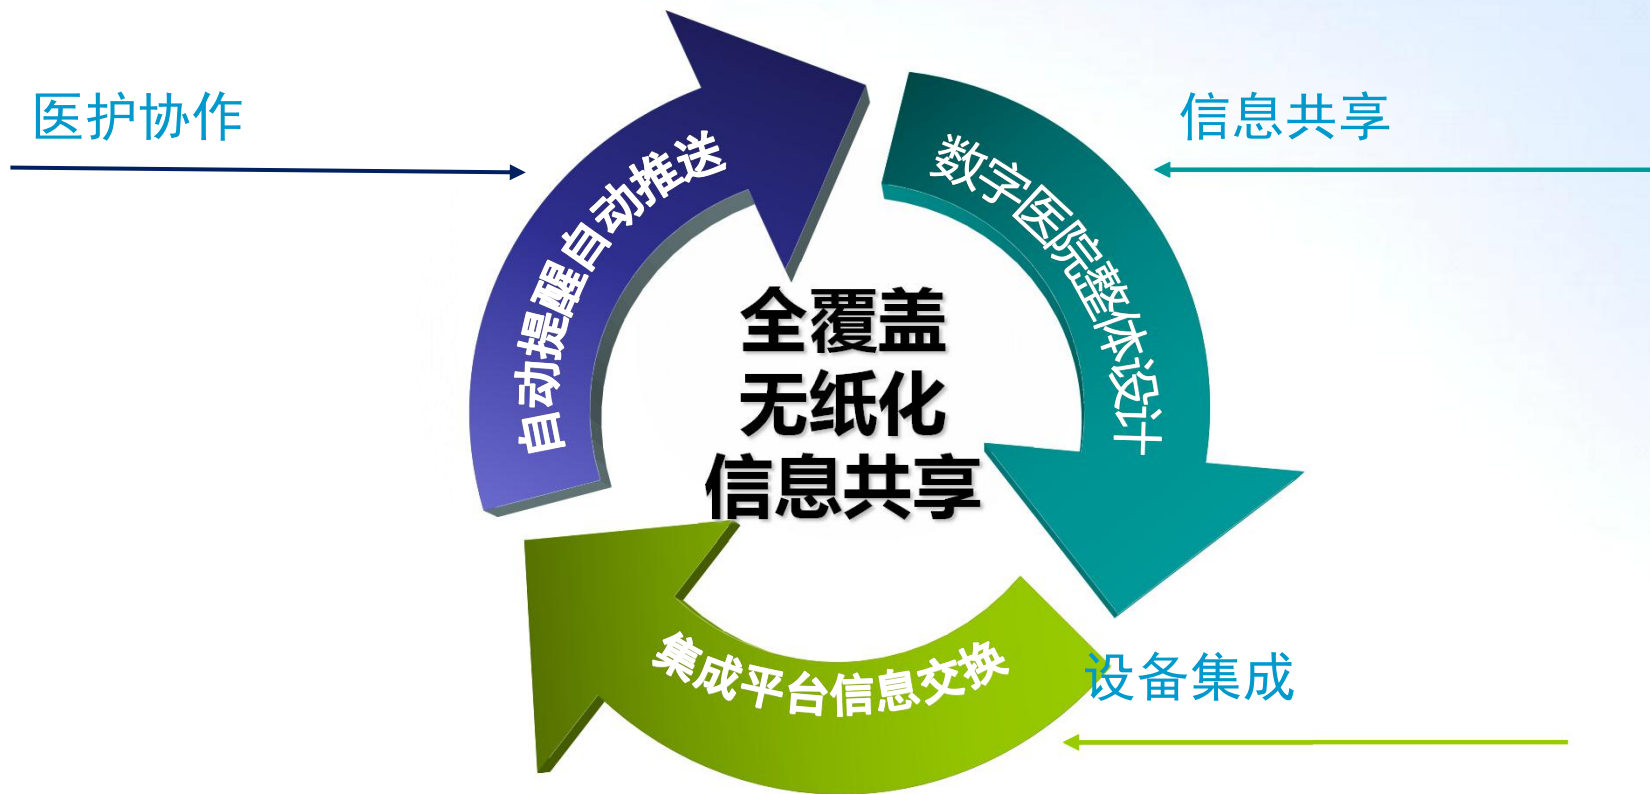 医护协作
信息共享
自动提醒自动推送
数字医院整体设计
全覆盖
无纸化
信息共享
集成平台信息交换
设备集成